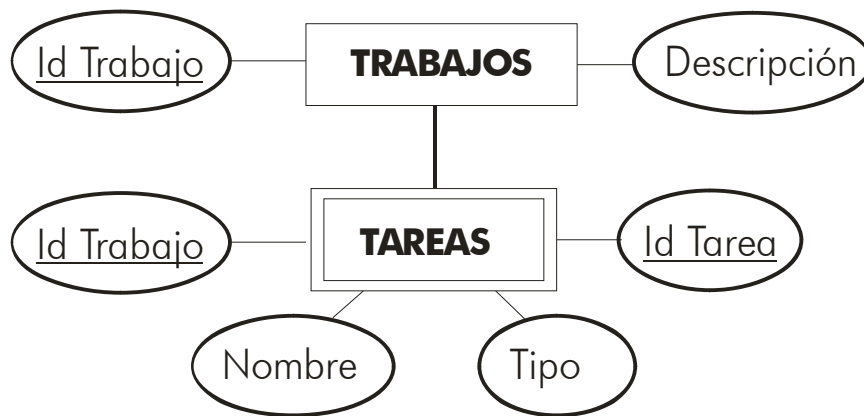 Id Trabajo
TRABAJOS
Descripción
Id Trabajo
TAREAS
Id Tarea
Nombre
Tipo